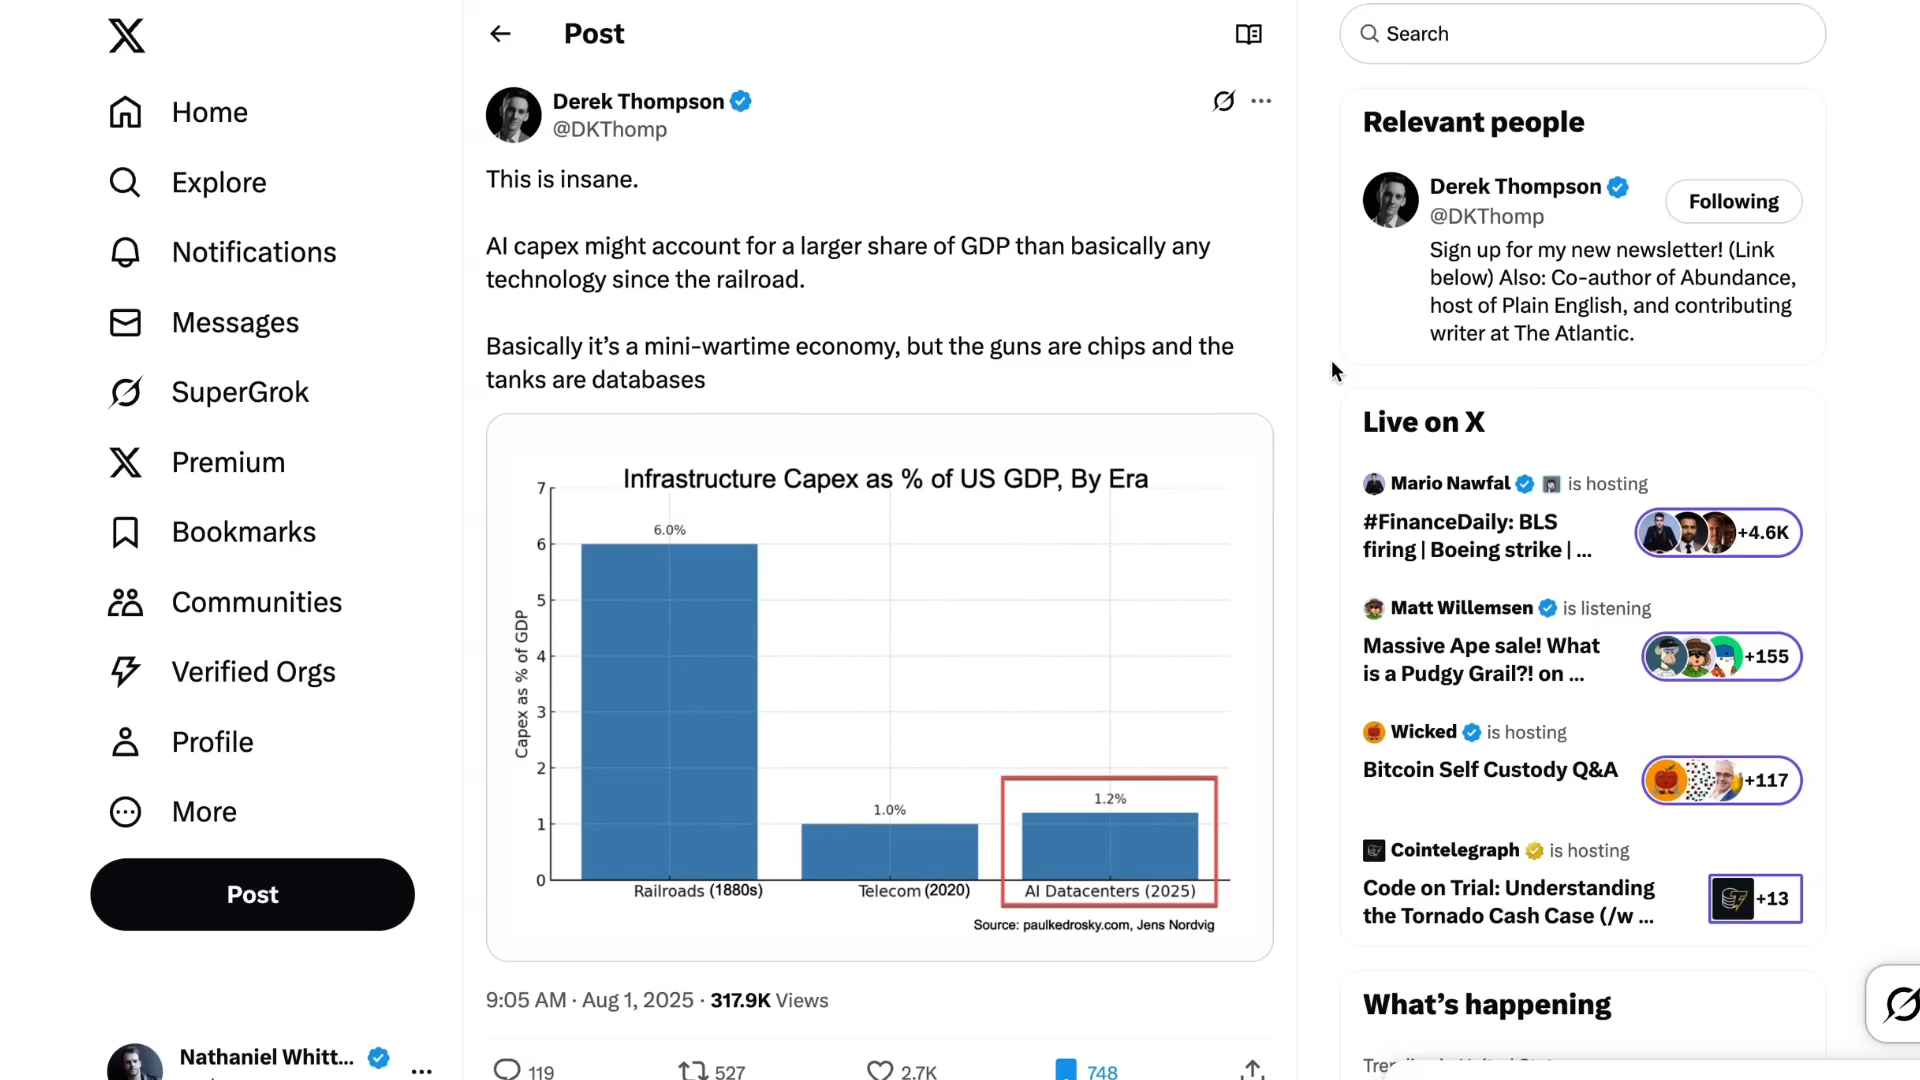 Home
Explore
Notifications
Messages
SuperGrok
Premium
Bookmarks
Communities
Verified Orgs
Profile
More
Post
Nathaniel Whitt...
Post
Derek Thompson
@DKThomp
This is insane.
AI capex might account for a larger share of GDP than basically any
technology since the railroad.
Basically it’s a mini-wartime economy, but the guns are chips and the
tanks are databases
Infrastructure Capex as % of US GDP, By Era
Capex as % of GDP
7
6
5
4
3
2
1
0
6.0%
1.0%
1.2%
Railroads (1880s)
Telecom (2020)
AI Datacenters (2025)
Source: paulkedrosky.com, Jens Nordvig
9:05 AM · Aug 1, 2025 · 317.9K Views
119
527
2.7K
748
Search
Relevant people
Derek Thompson
@DKThomp
Following
Sign up for my new newsletter! (Link
below) Also: Co-author of Abundance,
host of Plain English, and contributing
writer at The Atlantic.
Live on X
Mario Nawfal is hosting
#FinanceDaily: BLS
firing | Boeing strike | ...
+4.6K
Matt Willemsen is listening
Massive Ape sale! What
is a Pudgy Grail?! on ...
+155
Wicked is hosting
Bitcoin Self Custody Q&A
+117
Cointelegraph is hosting
Code on Trial: Understanding
the Tornado Cash Case (/w ...
+13
What’s happening